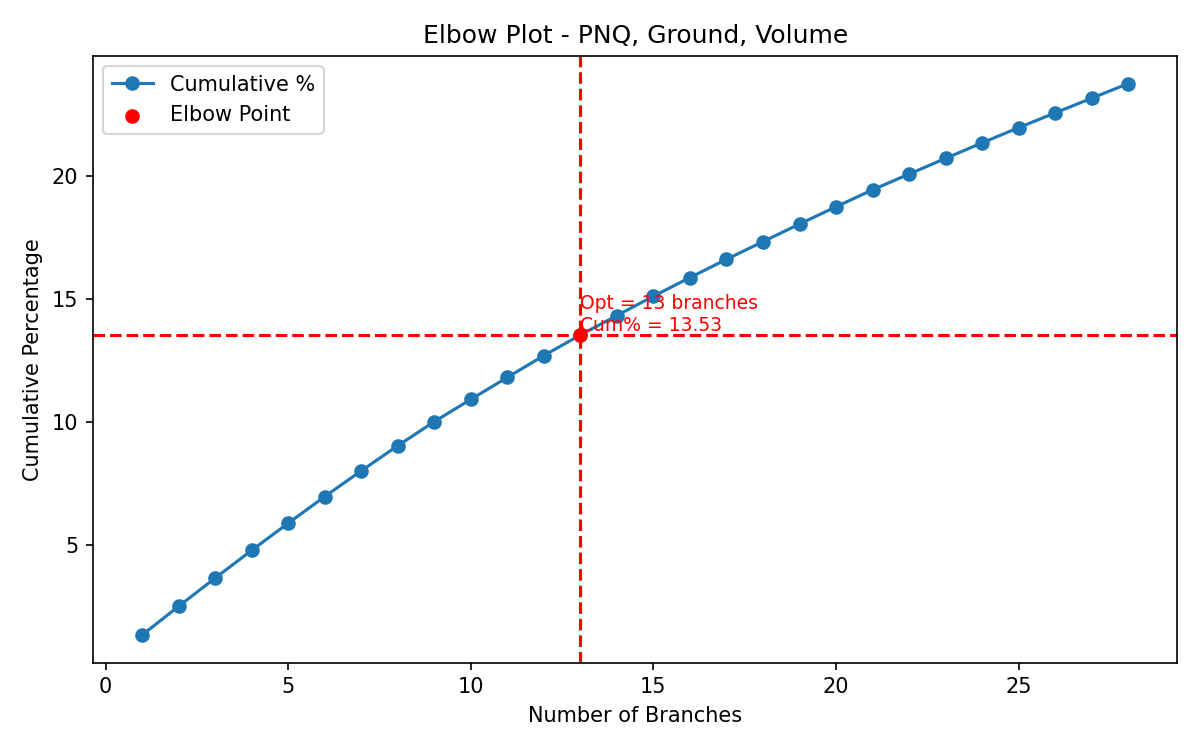 Elbow Plot - PNQ, Ground, Volume
Cumulative %
Elbow Point
Opt = 13 branches
Cum% = 13.53
Cumulative Percentage
20
15
10
5
0 5 10 15 20 25
Number of Branches